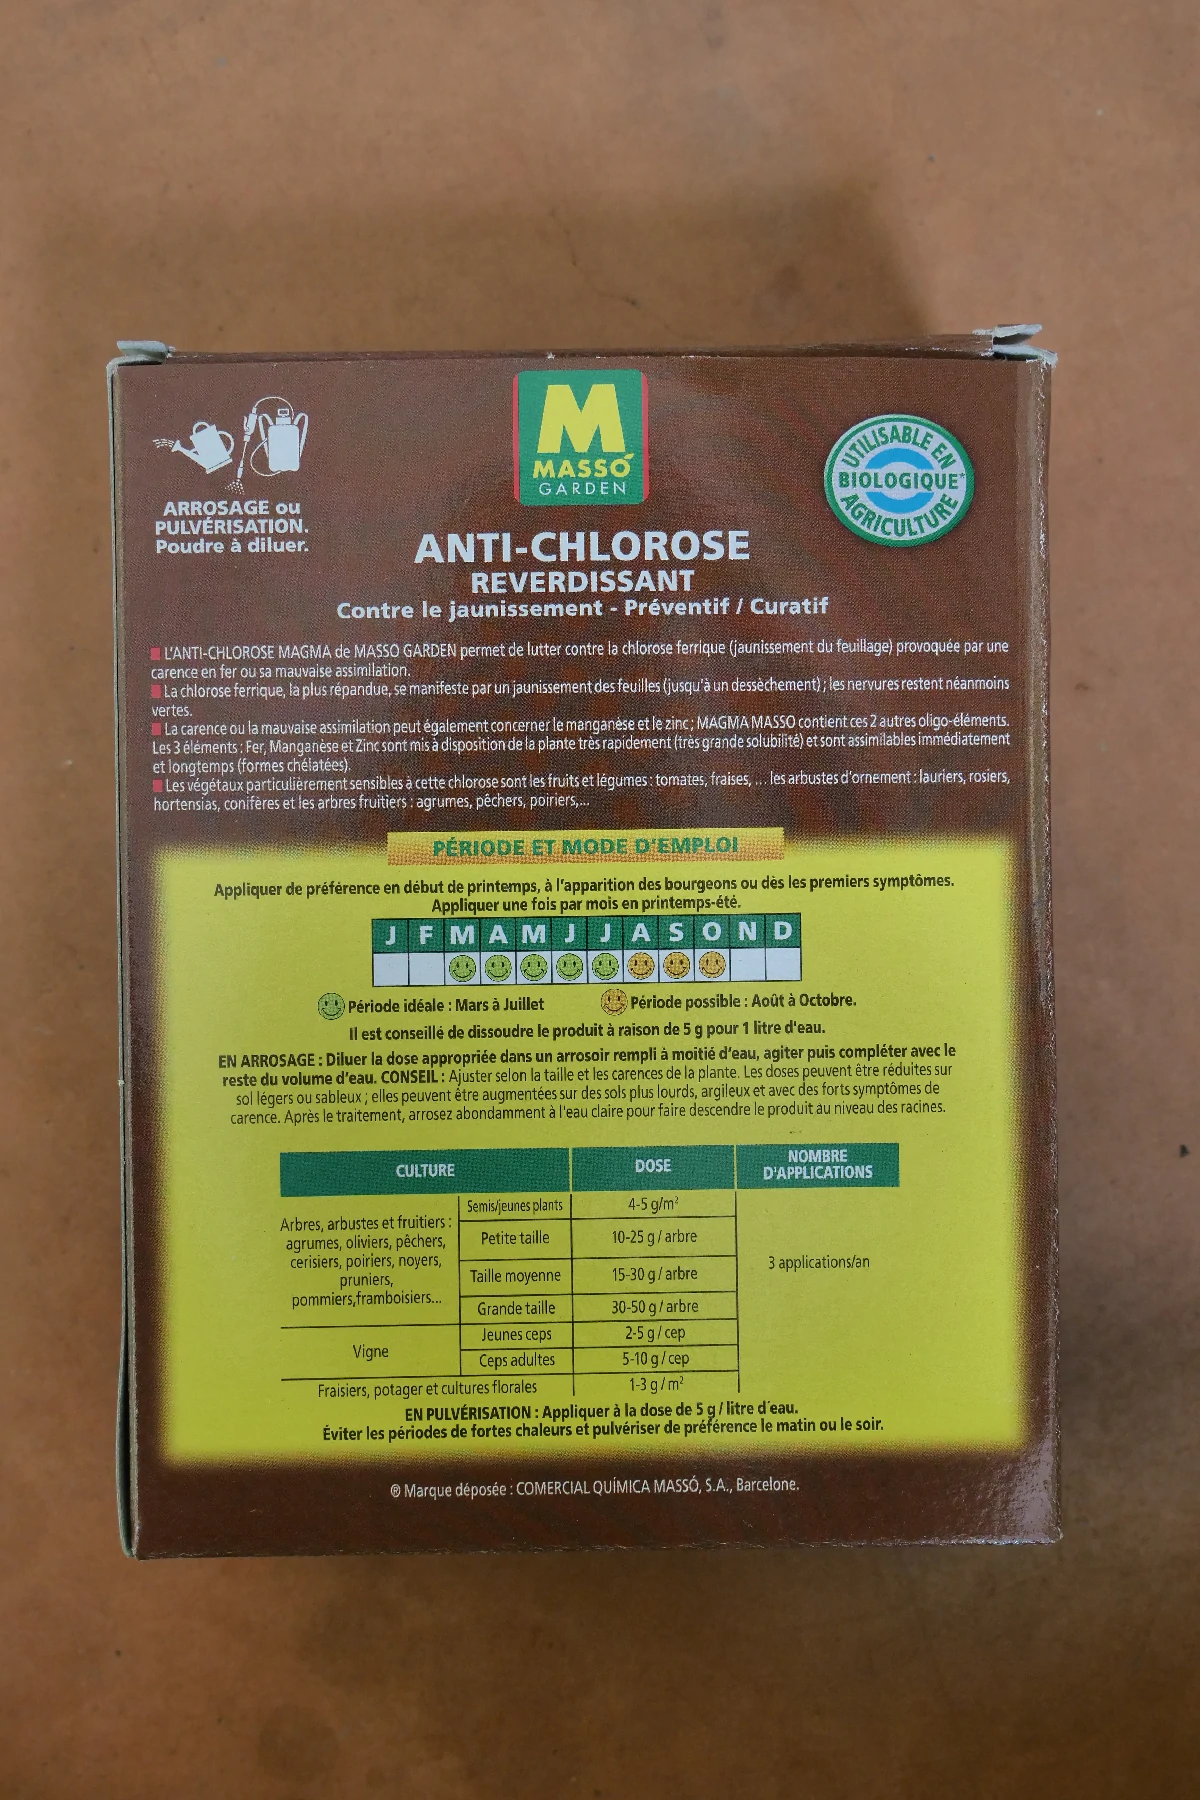 M
MASSÓ
GARDEN
UTILISABLE EN
BIOLOGIQUE*
AGRICULTURE
ARROSAGE ou
PULVÉRISATION.
Poudre à diluer.
ANTI-CHLOROSE
REVERDISSANT
Contre le jaunissement - Préventif / Curatif
L'ANTI-CHLOROSE MAGMA de MASSO GARDEN permet de lutter contre la chlorose ferrique (jaunissement du feuillage) provoquée par une
carence en fer ou sa mauvaise assimilation.
La chlorose ferrique, la plus répandue, se manifeste par un jaunissement des feuilles (jusqu'à un dessèchement) ; les nervures restent néanmoins
vertes.
La carence ou la mauvaise assimilation peut également concerner le manganèse et le zinc ; MAGMA MASSO contient ces 2 autres oligo-éléments.
Les 3 éléments : Fer, Manganèse et Zinc sont mis à disposition de la plante très rapidement (très grande solubilité) et sont assimilables immédiatement
et longtemps (formes chélatées).
Les végétaux particulièrement sensibles à cette chlorose sont les fruits et légumes : tomates, fraises, ... les arbustes d'ornement : lauriers, rosiers,
hortensias, conifères et les arbres fruitiers : agrumes, pêchers, poiriers,...
PÉRIODE ET MODE D'EMPLOI
Appliquer de préférence en début de printemps, à l'apparition des bourgeons ou dès les premiers symptômes.
Appliquer une fois par mois en printemps-été.
J F M A M J J A S O N D
Période idéale : Mars à Juillet Période possible : Août à Octobre.
Il est conseillé de dissoudre le produit à raison de 5 g pour 1 litre d'eau.
EN ARROSAGE : Diluer la dose appropriée dans un arrosoir rempli à moitié d'eau, agiter puis compléter avec le
reste du volume d'eau. CONSEIL : Ajuster selon la taille et les carences de la plante. Les doses peuvent être réduites sur
sol légers ou sableux ; elles peuvent être augmentées sur des sols plus lourds, argileux et avec des forts symptômes de
carence. Après le traitement, arrosez abondamment à l'eau claire pour faire descendre le produit au niveau des racines.
CULTURE DOSE NOMBRE
D'APPLICATIONS
Arbres, arbustes et fruitiers :
agrumes, oliviers, pêchers,
cerisiers, poiriers, noyers,
pruniers,
pommiers,framboisiers...
Semis/jeunes plants 4-5 g/m²
Petite taille 10-25 g / arbre
Taille moyenne 15-30 g / arbre
Grande taille 30-50 g / arbre
3 applications/an
Vigne
Jeunes ceps 2-5 g / cep
Ceps adultes 5-10 g / cep
Fraisiers, potager et cultures florales 1-3 g / m²
EN PULVÉRISATION : Appliquer à la dose de 5 g / litre d'eau.
Éviter les périodes de fortes chaleurs et pulvériser de préférence le matin ou le soir.
® Marque déposée : COMERCIAL QUÍMICA MASSÓ, S.A., Barcelone.